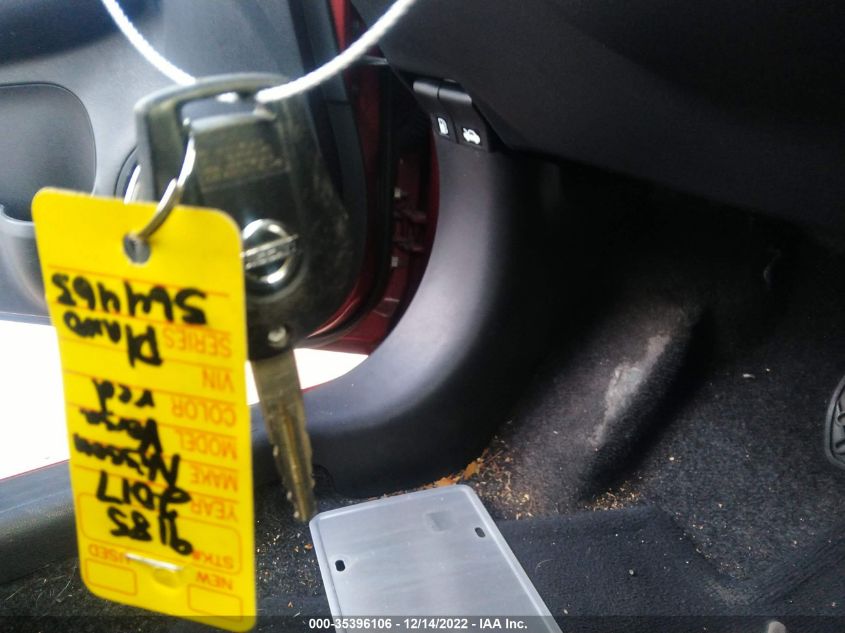 NEW
USED
STK# 9185
YEAR 2017
MAKE Nissan
MODEL Versa
COLOR red
VIN
SERIES Plano
NISSAN
000-35396106 - 12/14/2022 - IAA Inc.